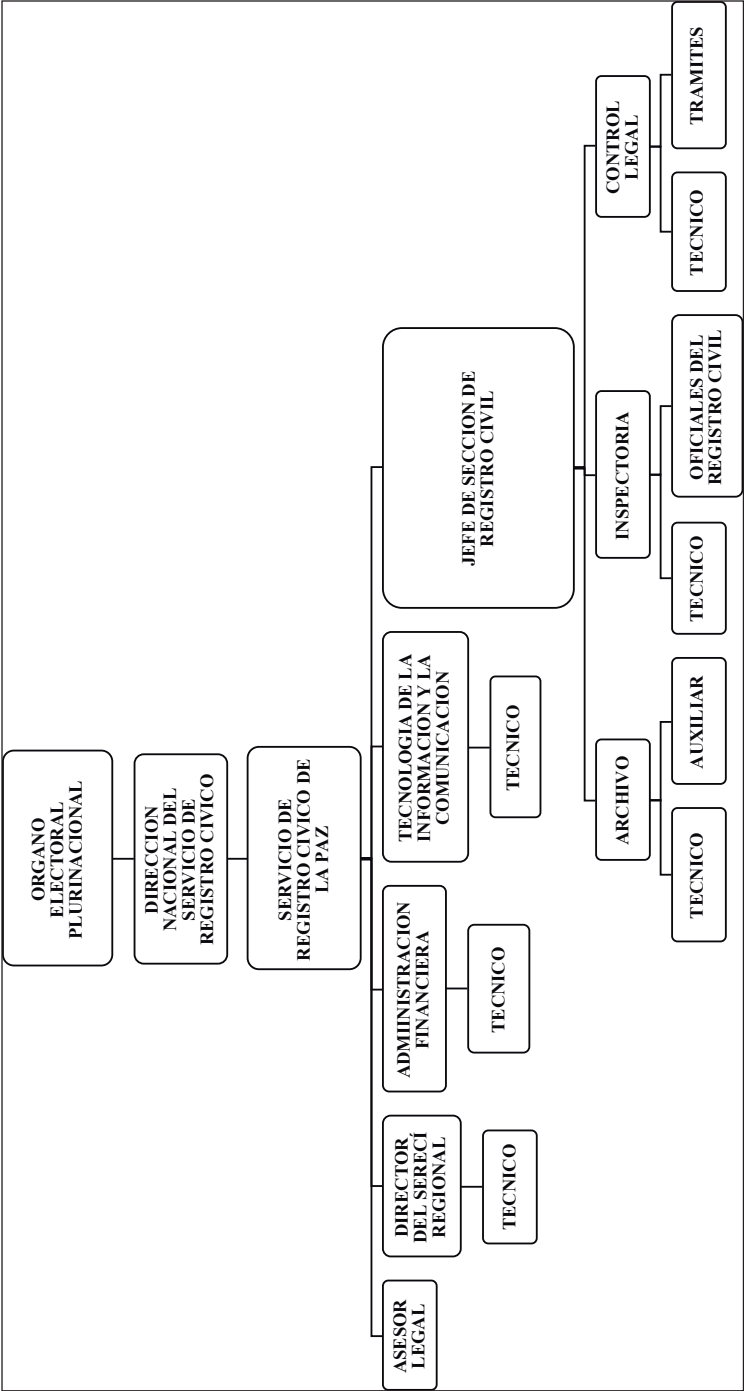 ORGANO
ELECTORAL
PLURINACIONAL
DIRECCION
NACIONAL DEL
SERVICIO DE
REGISTRO CIVICO
SERVICIO DE
REGISTRO CIVICO DE
LA PAZ
ASESOR
LEGAL
DIRECTOR
DEL SERECÍ
REGIONAL
TECNICO
ADMINISTRACION
FINANCIERA
TECNICO
TECNOLOGIA DE LA
INFORMACION Y LA
COMUNICACION
TECNICO
JEFE DE SECCION DE
REGISTRO CIVIL
ARCHIVO
TECNICO
AUXILIAR
INSPECTORIA
TECNICO
OFICIALES DEL
REGISTRO CIVIL
CONTROL
LEGAL
TECNICO
TRAMITES